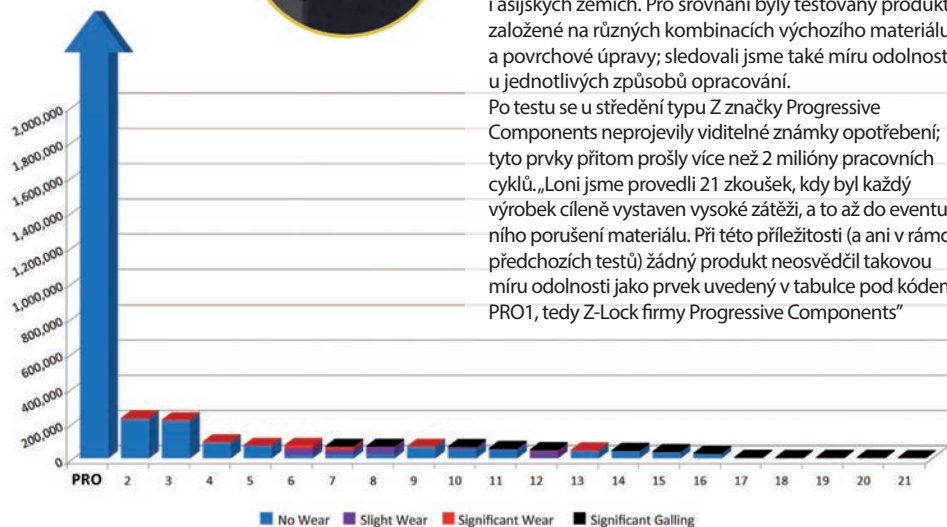 i asijských zemích. Pro srovnání byly testovány produkt
založené na různých kombinacích výchozího materiálu
a povrchové úpravy; sledovali jsme také míru odolnost
u jednotlivých způsobů opracování.
Po testu se u středění typu Z značky Progressive
Components neprojevily viditelné známky opotřebení;
tyto prvky přitom prošly více než 2 milióny pracovních
cyklů. „Loni jsme provedli 21 zkoušek, kdy byl každý
výrobek cíleně vystaven vysoké zátěži, a to až do eventu
ního porušení materiálu. Při této příležitosti (a ani v rámc
předchozích testů) žádný produkt neosvědčil takovou
míru odolnosti jako prvek uvedený v tabulce pod kódem
PRO1, tedy Z-Lock firmy Progressive Components”
2,000,000
1,800,000
1,600,000
1,400,000
1,200,000
1,000,000
800,000
600,000
400,000
200,000
0
PRO 2 3 4 5 6 7 8 9 10 11 12 13 14 15 16 17 18 19 20 21
No Wear Slight Wear Significant Wear Significant Galling